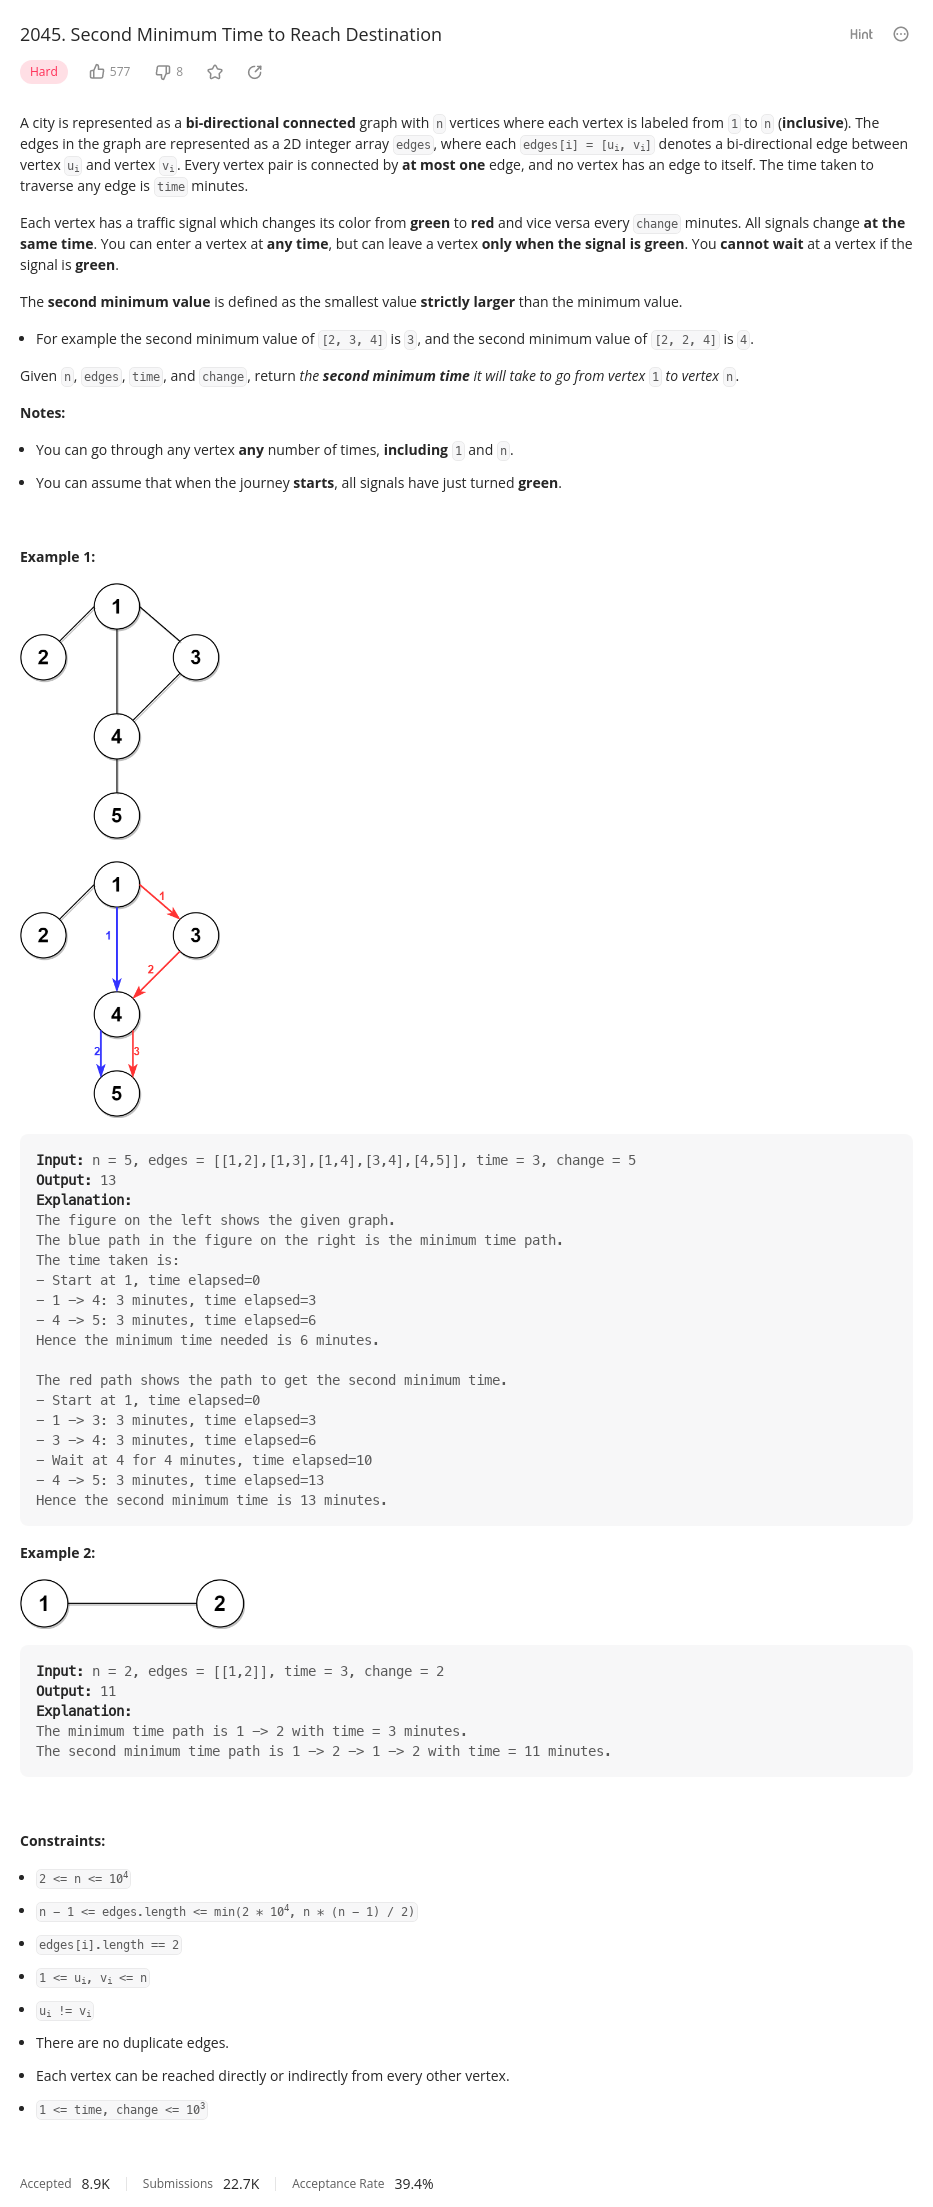 2045. Second Minimum Time to Reach Destination
Hint
Hard 577 8
A city is represented as a bi-directional connected graph with n vertices where each vertex is labeled from 1 to n (inclusive). The
edges in the graph are represented as a 2D integer array edges, where each edges[i] = [ui, vi] denotes a bi-directional edge between
vertex ui and vertex vi. Every vertex pair is connected by at most one edge, and no vertex has an edge to itself. The time taken to
traverse any edge is time minutes.
Each vertex has a traffic signal which changes its color from green to red and vice versa every change minutes. All signals change at the
same time. You can enter a vertex at any time, but can leave a vertex only when the signal is green. You cannot wait at a vertex if the
signal is green.
The second minimum value is defined as the smallest value strictly larger than the minimum value.
• For example the second minimum value of [2, 3, 4] is 3, and the second minimum value of [2, 2, 4] is 4.
Given n, edges, time, and change, return the second minimum time it will take to go from vertex 1 to vertex n.
Notes:
• You can go through any vertex any number of times, including 1 and n.
• You can assume that when the journey starts, all signals have just turned green.
Example 1:
1
2 3
4
5
1
1
2 3
1
2
4
2 3
5
Input: n = 5, edges = [[1,2],[1,3],[1,4],[3,4],[4,5]], time = 3, change = 5
Output: 13
Explanation:
The figure on the left shows the given graph.
The blue path in the figure on the right is the minimum time path.
The time taken is:
- Start at 1, time elapsed=0
- 1 -> 4: 3 minutes, time elapsed=3
- 4 -> 5: 3 minutes, time elapsed=6
Hence the minimum time needed is 6 minutes.
The red path shows the path to get the second minimum time.
- Start at 1, time elapsed=0
- 1 -> 3: 3 minutes, time elapsed=3
- 3 -> 4: 3 minutes, time elapsed=6
- Wait at 4 for 4 minutes, time elapsed=10
- 4 -> 5: 3 minutes, time elapsed=13
Hence the second minimum time is 13 minutes.
Example 2:
1 2
Input: n = 2, edges = [[1,2]], time = 3, change = 2
Output: 11
Explanation:
The minimum time path is 1 -> 2 with time = 3 minutes.
The second minimum time path is 1 -> 2 -> 1 -> 2 with time = 11 minutes.
Constraints:
• 2 <= n <= 10⁴
• n - 1 <= edges.length <= min(2 * 10⁴, n * (n - 1) / 2)
• edges[i].length == 2
• 1 <= ui, vi <= n
• ui != vi
• There are no duplicate edges.
• Each vertex can be reached directly or indirectly from every other vertex.
• 1 <= time, change <= 10³
Accepted 8.9K Submissions 22.7K Acceptance Rate 39.4%